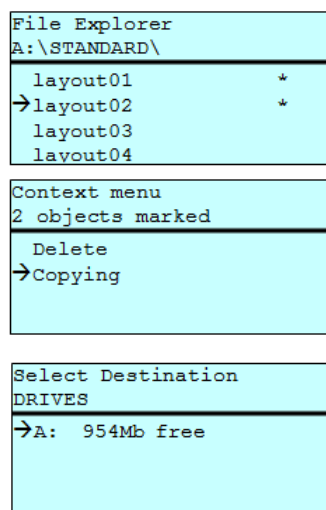 File Explorer
A:\STANDARD\
layout01 *
→layout02 *
layout03
layout04
Context menu
2 objects marked
Delete
→Copying
Select Destination
DRIVES
→A: 954Mb free